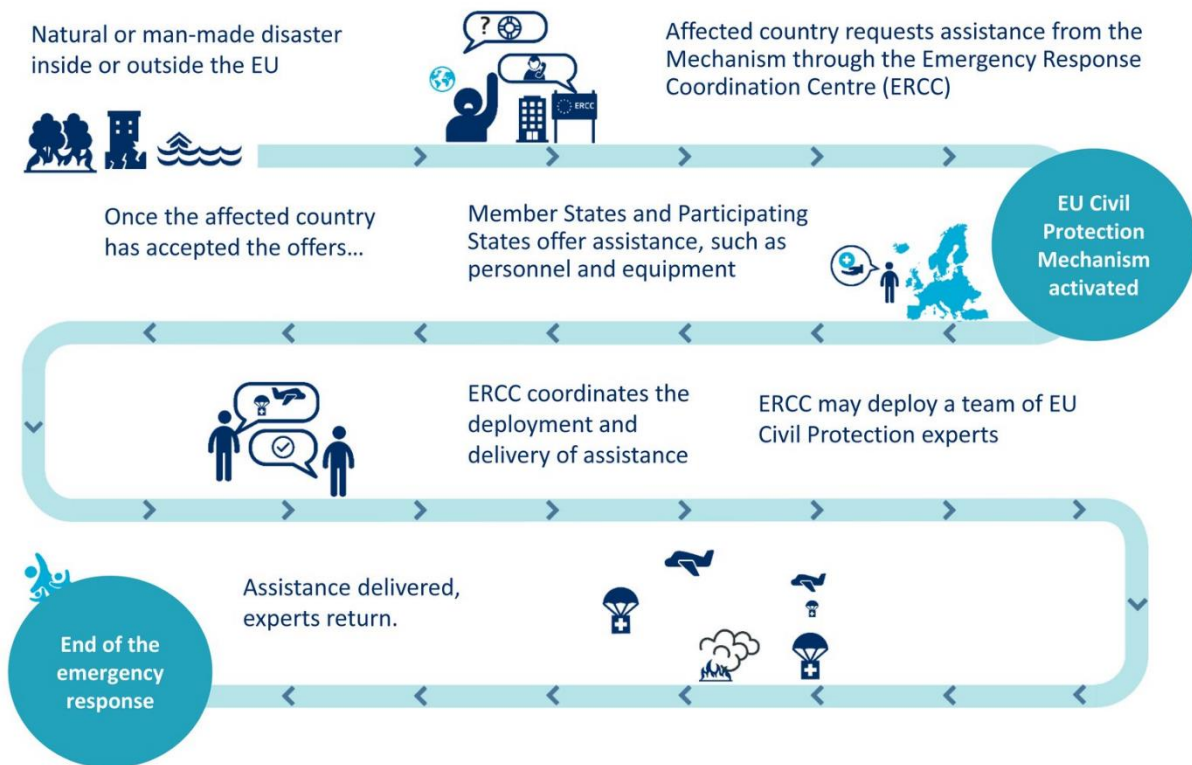 Natural or man-made disaster
inside or outside the EU
?
ERCC
Affected country requests assistance from the
Mechanism through the Emergency Response
Coordination Centre (ERCC)
EU Civil
Protection
Mechanism
activated
Member States and Participating
States offer assistance, such as
personnel and equipment
Once the affected country
has accepted the offers…
ERCC coordinates the
deployment and
delivery of assistance
ERCC may deploy a team of EU
Civil Protection experts
Assistance delivered,
experts return.
End of the
emergency
response